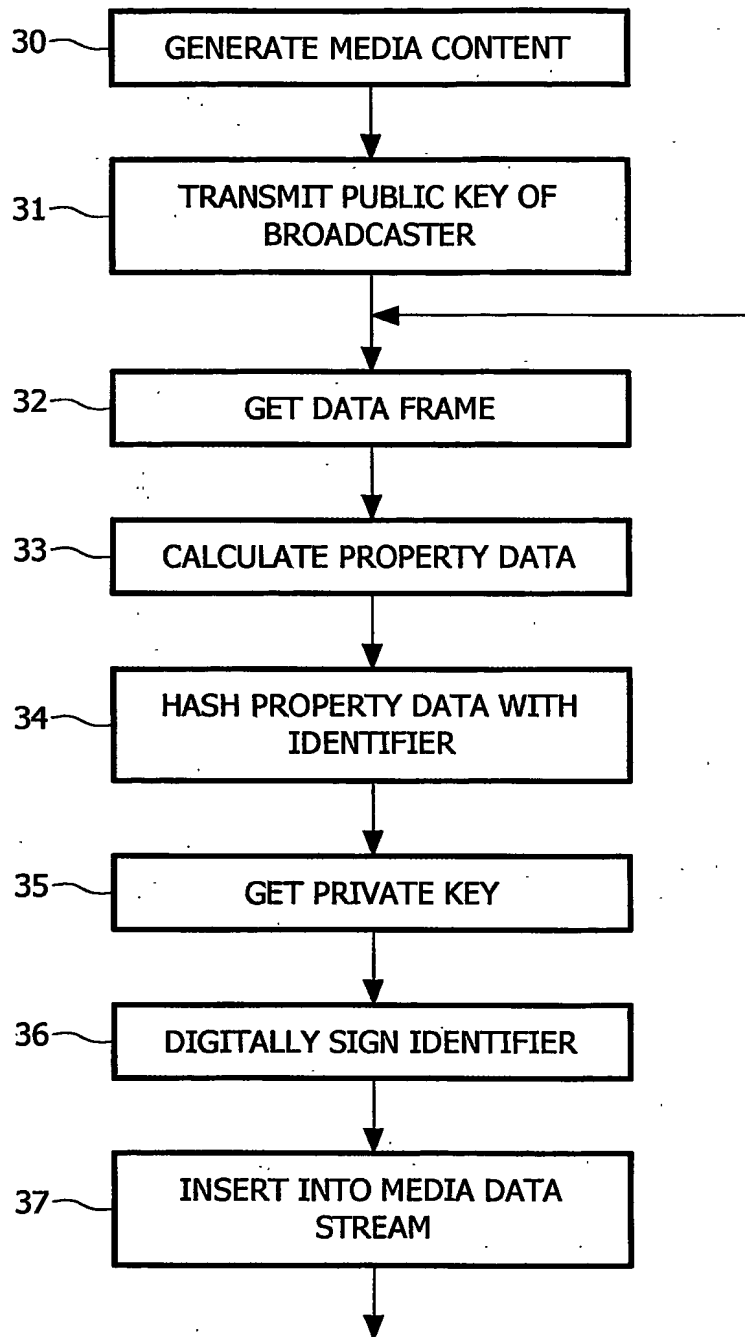 30
GENERATE MEDIA CONTENT
31
TRANSMIT PUBLIC KEY OF
BROADCASTER
32
GET DATA FRAME
33
CALCULATE PROPERTY DATA
34
HASH PROPERTY DATA WITH
IDENTIFIER
35
GET PRIVATE KEY
36
DIGITALLY SIGN IDENTIFIER
37
INSERT INTO MEDIA DATA
STREAM